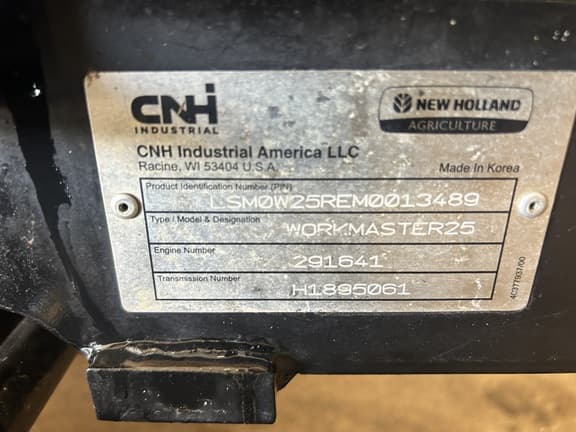 CNH
INDUSTRIAL
NEW HOLLAND
AGRICULTURE
CNH Industrial America LLC
Racine, WI 53404 U.S.A.
Made In Korea
Product Identification Number (PIN)
LSM0W25REM0013489
Type / Model & Designation
WORKMASTER25
Engine Number
291641
Transmission Number
H1895061